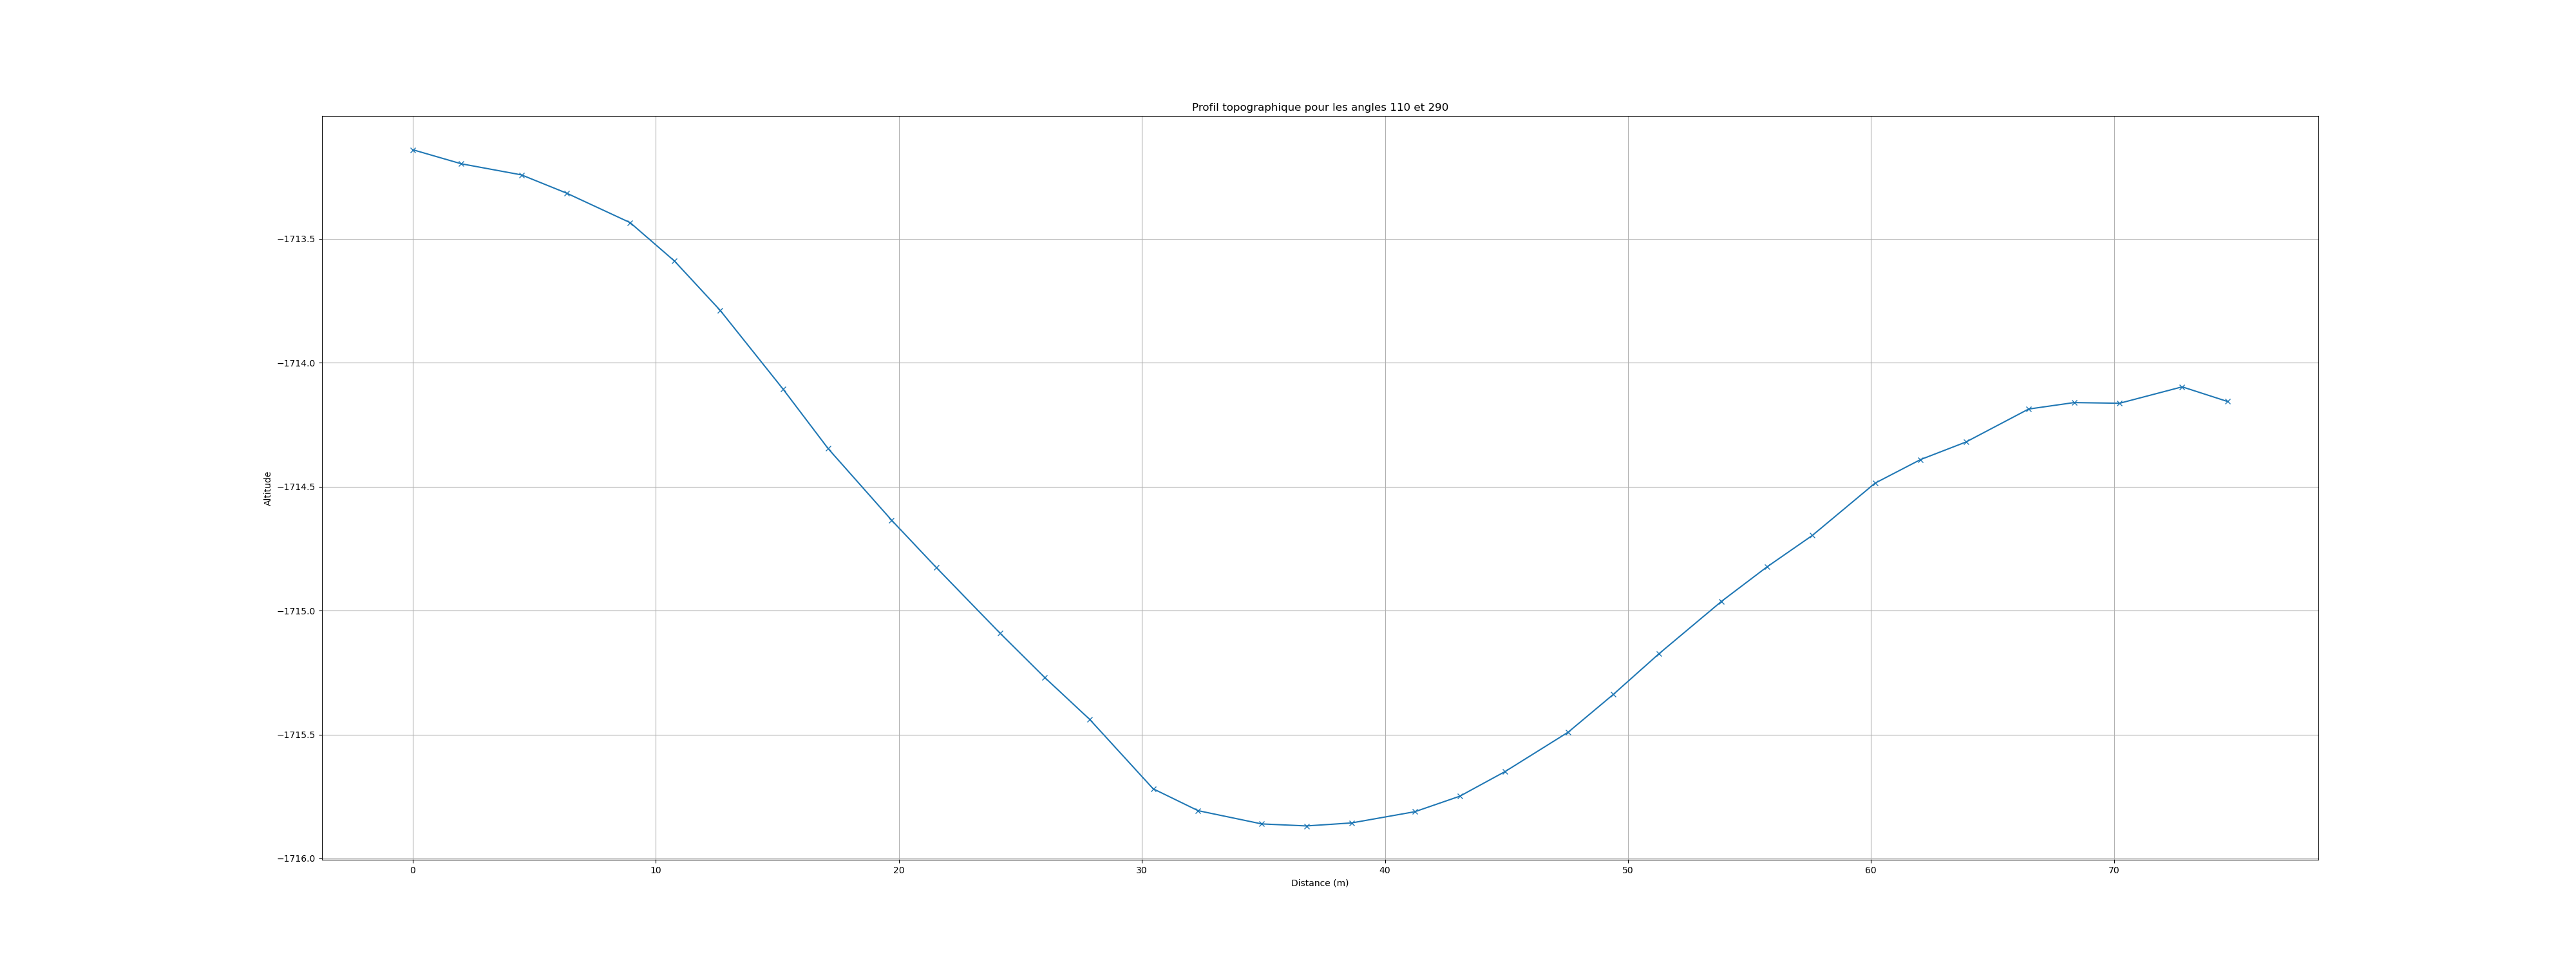 Profil topographique pour les angles 110 et 290
−1713.5
−1714.0
−1714.5
−1715.0
−1715.5
−1716.0
Altitude
0 10 20 30 40 50 60 70
Distance (m)